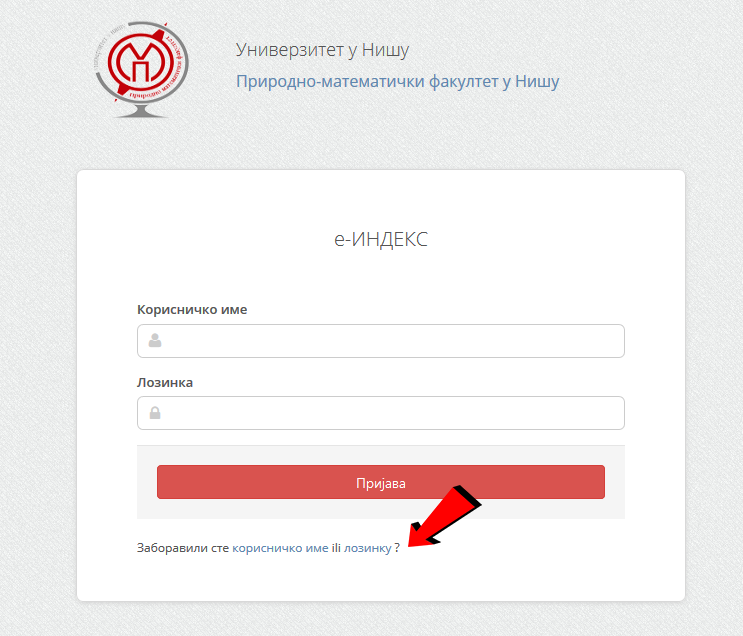 Универзитет у Нишу
Природно-математички факултет у Нишу
е-ИНДЕКС
Корисничко име
Лозинка
Пријава
Заборавили сте корисничко име ili лозинку ?